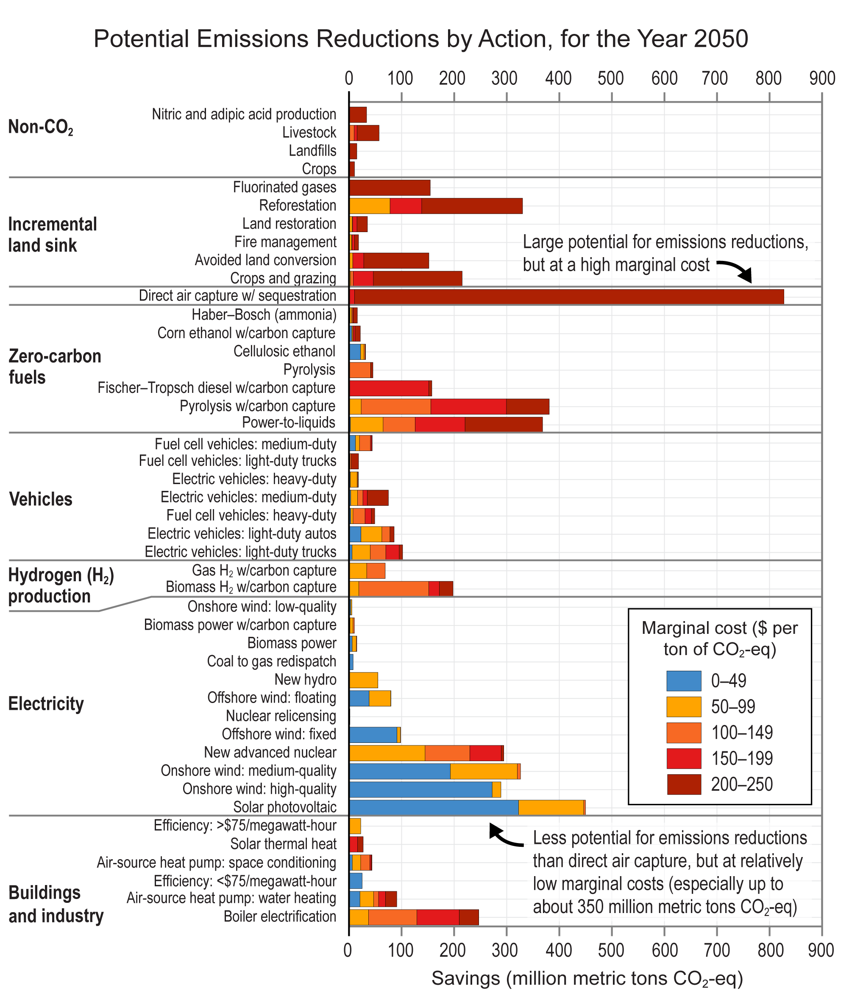 Potential Emissions Reductions by Action, for the Year 2050
0 100 200 300 400 500 600 700 800 900
Non-CO₂
Nitric and adipic acid production
Livestock
Landfills
Crops
Incremental
land sink
Fluorinated gases
Reforestation
Land restoration
Fire management
Avoided land conversion
Crops and grazing
Large potential for emissions reductions,
but at a high marginal cost
Direct air capture w/ sequestration
Zero-carbon
fuels
Haber–Bosch (ammonia)
Corn ethanol w/carbon capture
Cellulosic ethanol
Pyrolysis
Fischer–Tropsch diesel w/carbon capture
Pyrolysis w/carbon capture
Power-to-liquids
Vehicles
Fuel cell vehicles: medium-duty
Fuel cell vehicles: light-duty trucks
Electric vehicles: heavy-duty
Electric vehicles: medium-duty
Fuel cell vehicles: heavy-duty
Electric vehicles: light-duty autos
Electric vehicles: light-duty trucks
Hydrogen (H₂)
production
Gas H₂ w/carbon capture
Biomass H₂ w/carbon capture
Electricity
Onshore wind: low-quality
Biomass power w/carbon capture
Biomass power
Coal to gas redispatch
New hydro
Offshore wind: floating
Nuclear relicensing
Offshore wind: fixed
New advanced nuclear
Onshore wind: medium-quality
Onshore wind: high-quality
Solar photovoltaic
Marginal cost ($ per
ton of CO₂-eq)
0–49
50–99
100–149
150–199
200–250
Buildings
and industry
Efficiency: >$75/megawatt-hour
Solar thermal heat
Air-source heat pump: space conditioning
Efficiency: <$75/megawatt-hour
Air-source heat pump: water heating
Boiler electrification
Less potential for emissions reductions
than direct air capture, but at relatively
low marginal costs (especially up to
about 350 million metric tons CO₂-eq)
0 100 200 300 400 500 600 700 800 900
Savings (million metric tons CO₂-eq)